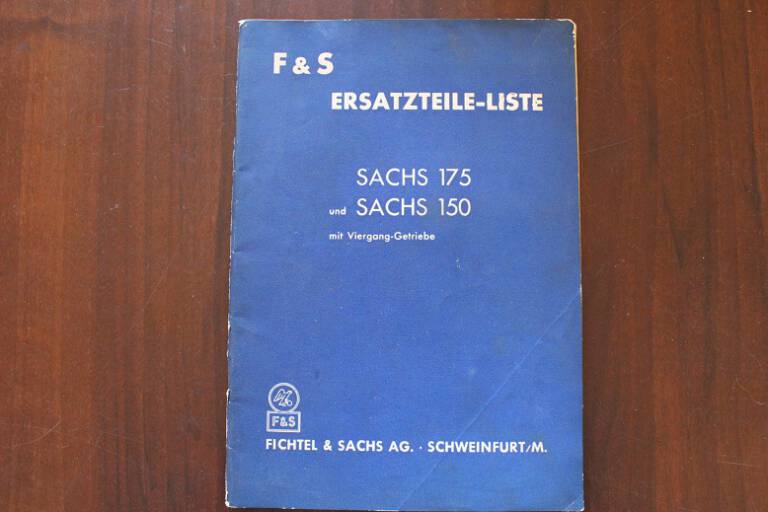 F & S
ERSATZTEILE-LISTE
SACHS 175
und SACHS 150
mit Viergang-Getriebe
F&S
FICHTEL & SACHS AG. · SCHWEINFURT/M.